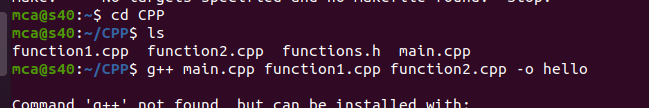 make: *** No targets specified and no makefile found.  Stop.
mca@s40:~$ cd CPP
mca@s40:~/CPP$ ls
function1.cpp  function2.cpp  functions.h  main.cpp
mca@s40:~/CPP$ g++ main.cpp function1.cpp function2.cpp -o hello
Command 'g++' not found, but can be installed with: